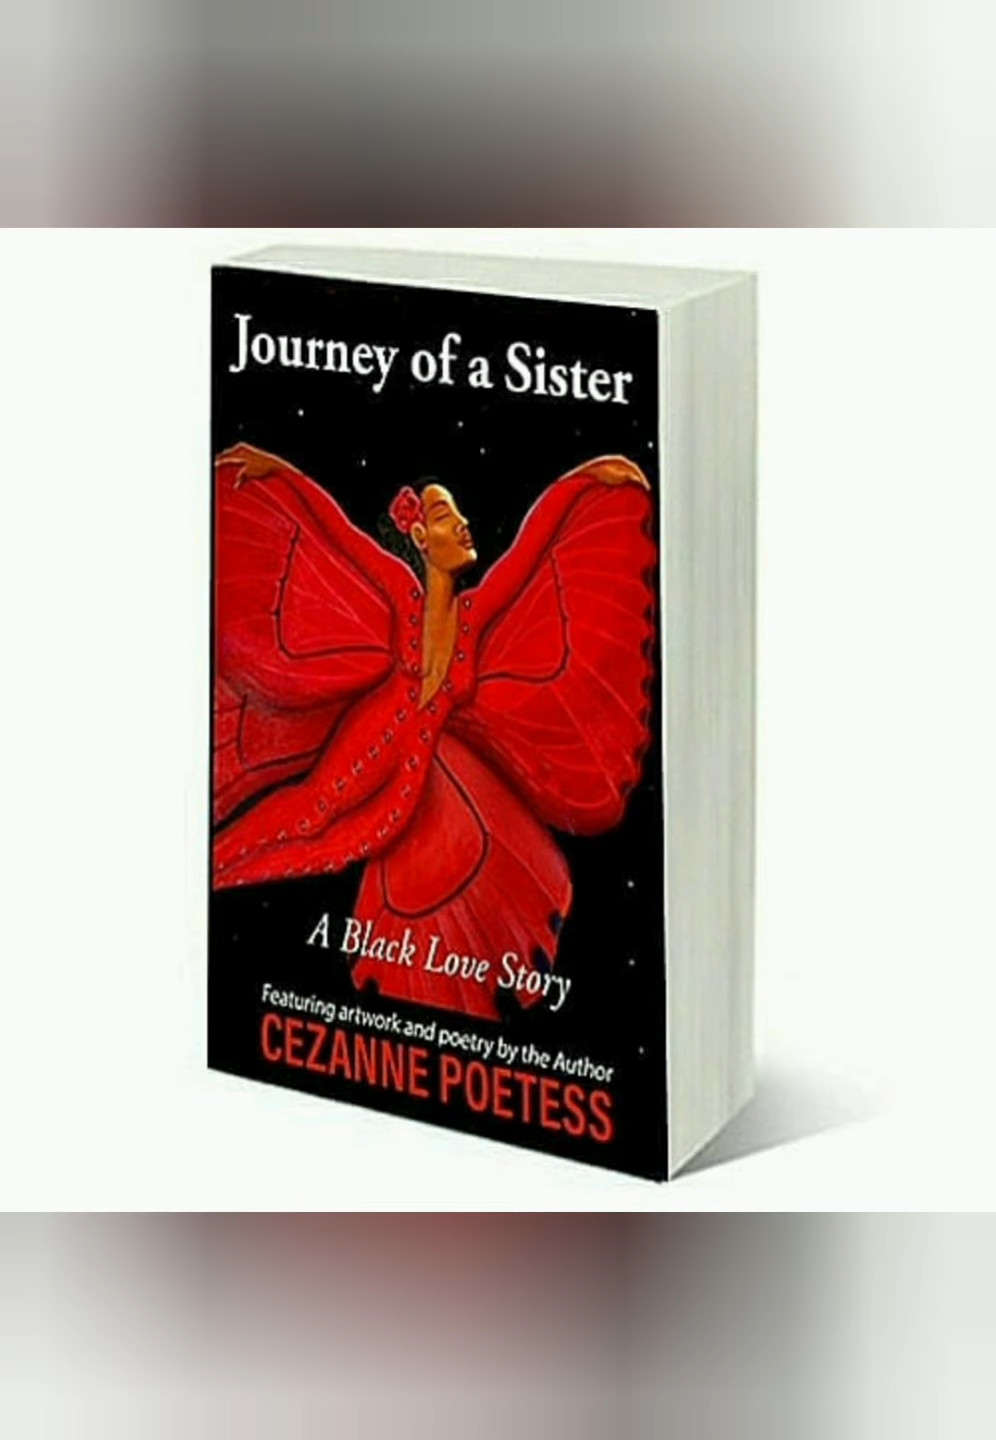 Journey of a Sister
A Black Love Story
Featuring artwork and poetry by the Author
CEZANNE POETESS